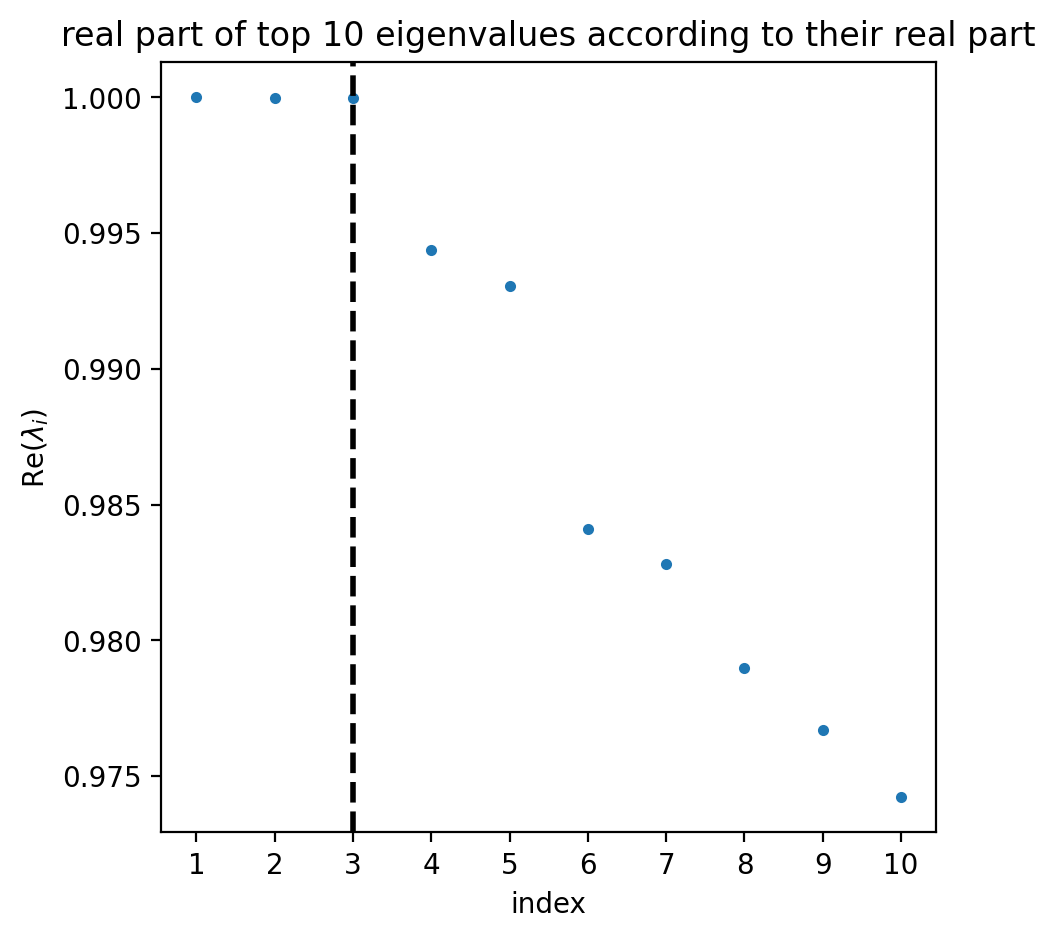 real part of top 10 eigenvalues according to their real part
1.000
0.995
0.990
0.985
0.980
0.975
Re(λᵢ)
1 2 3 4 5 6 7 8 9 10
index